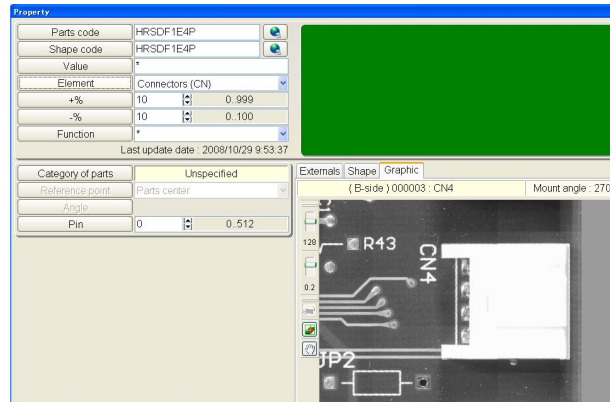 Property
Parts code HRSDF1E4P
Shape code HRSDF1E4P
Value *
Element Connectors (CN)
+% 10 0..999
-% 10 0..100
Function *
Last update date : 2008/10/29 9:53:37
Category of parts Unspecified
Reference point Parts center
Angle
Pin 0 0..512
Externals Shape Graphic
( B-side ) 000003 : CN4 Mount angle : 270
128
0.2
R43
CN4
JP2